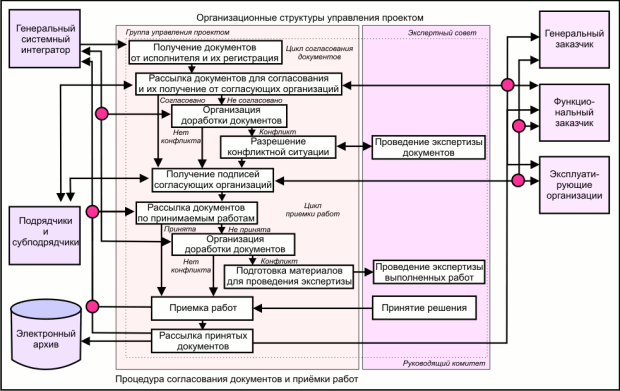 Организационные структуры управления проектом
Группа управления проектом
Экспертный совет
Генеральный
системный
интегратор
Получение документов
от исполнителя и их регистрация
Цикл согласования
документов
Генеральный
заказчик
Рассылка документов для согласования
и их получение от согласующих организаций
Согласовано
Не согласовано
Организация
доработки документов
Функцио-
нальный
заказчик
Нет
конфликта
Конфликт
Разрешение
конфликтной ситуации
Проведение экспертизы
документов
Получение подписей
согласующих организаций
Эксплуати-
рующие
организации
Рассылка документов
по принимаемым работам
Цикл
приемки работ
Подрядчики
и
субподрядчики
Принята
Не принята
Организация
доработки документов
Нет
конфликта
Конфликт
Подготовка материалов
для проведения экспертизы
Проведение экспертизы
выполненных работ
Приемка работ
Принятие решения
Электронный
архив
Рассылка принятых
документов
Руководящий комитет
Процедура согласования документов и приёмки работ